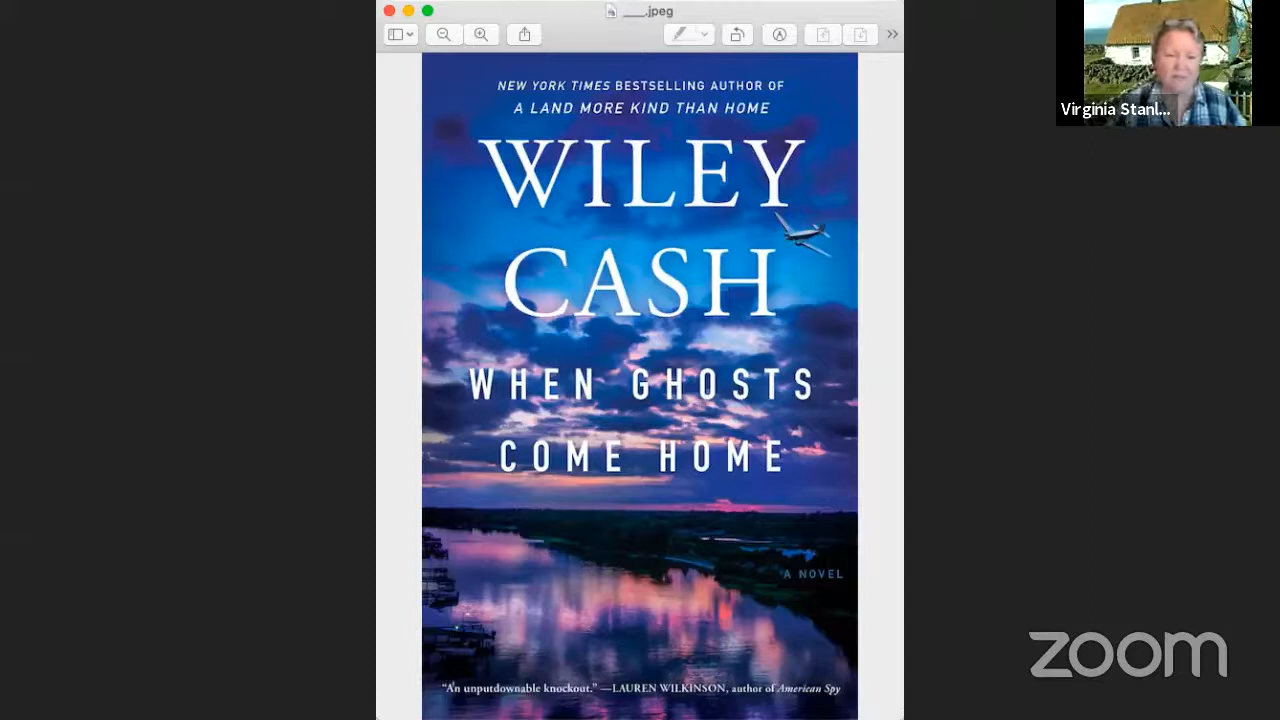 ___.jpeg
NEW YORK TIMES BESTSELLING AUTHOR OF
A LAND MORE KIND THAN HOME
WILEY
CASH
WHEN GHOSTS
COME HOME
A NOVEL
“An unputdownable knockout.” —LAUREN WILKINSON, author of American Spy
Virginia Stanl...
zoom